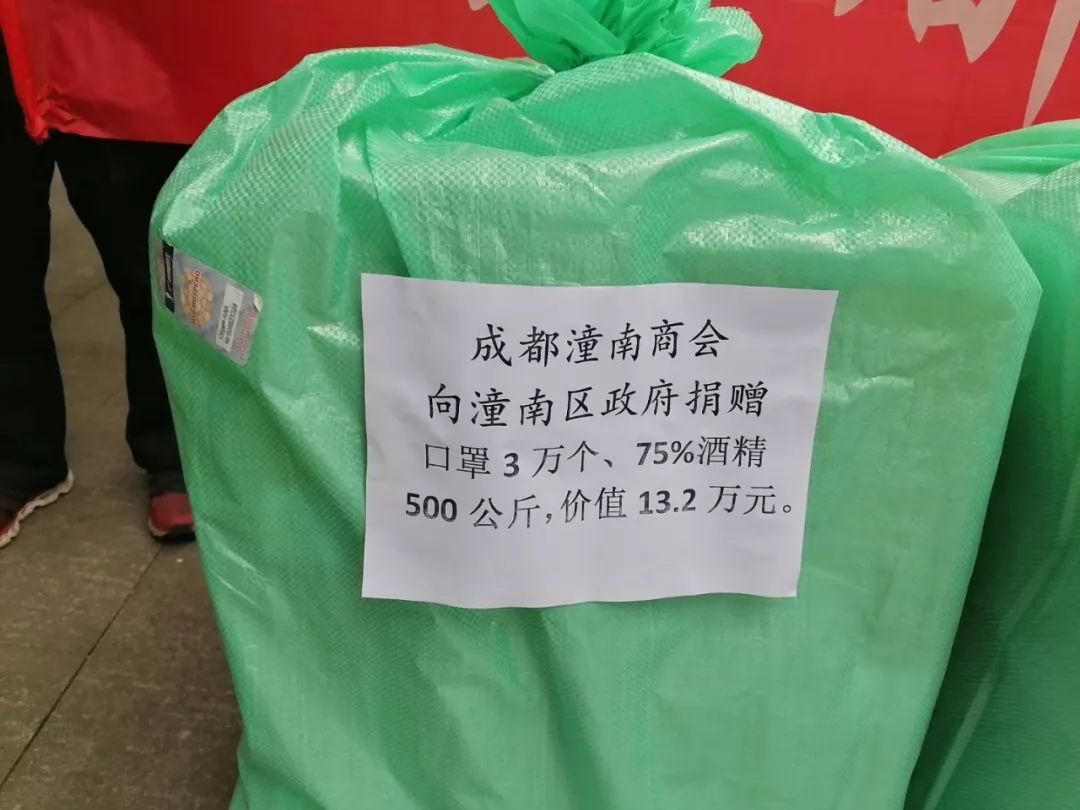 成都潼南商会
向潼南区政府捐赠
口罩 3 万个、75%酒精
500 公斤，价值 13.2 万元。